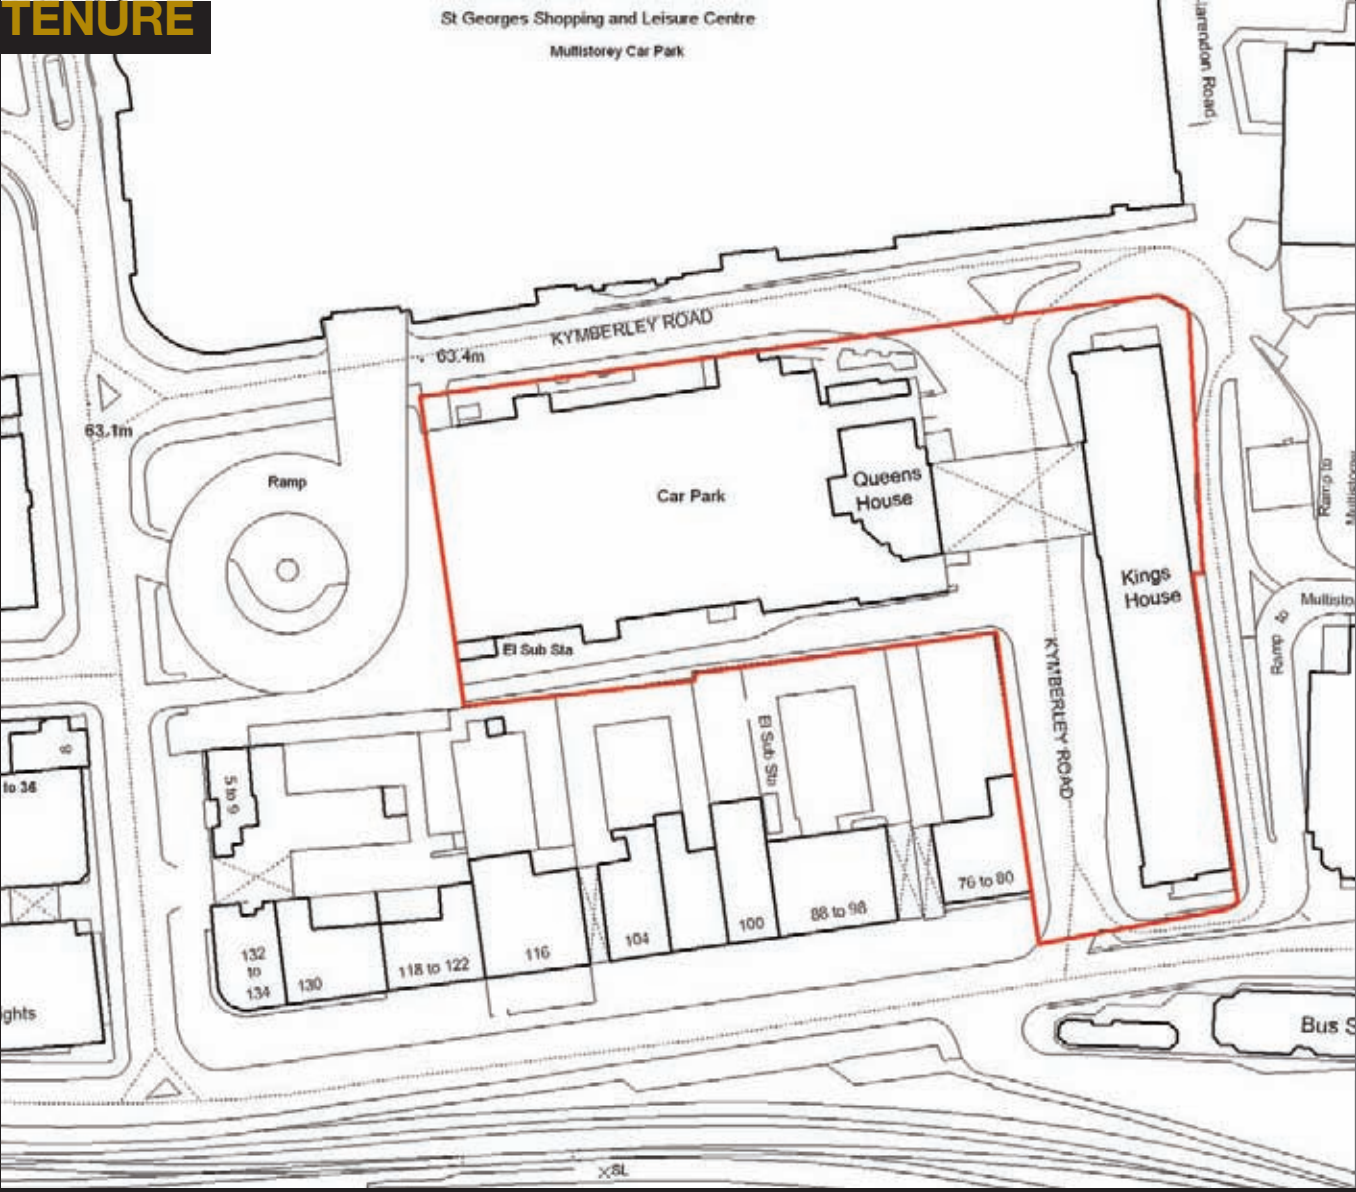 TENURE
St Georges Shopping and Leisure Centre
Multistorey Car Park
KYMBERLEY ROAD
63.4m
63.1m
Ramp
Car Park
Queens
House
Kings
House
Ramp to
Ramp to
Multisto
El Sub Sta
KYMBERLEY ROAD
El Sub Sta
8
to 36
5 to 9
76 to 80
88 to 98
100
104
116
118 to 122
130
132
to
134
ghts
Bus S
SL